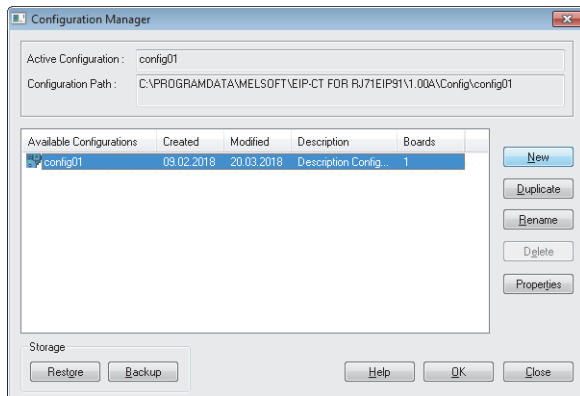 Configuration Manager
Active Configuration : config01
Configuration Path : C:\PROGRAMDATA\MELSOFT\EIP-CT FOR RJ71EIP91\1.00A\Config\config01
Available Configurations Created Modified Description Boards
config01 09.02.2018 20.03.2018 Description Config... 1
New
Duplicate
Rename
Delete
Properties
Storage
Restore Backup Help OK Close